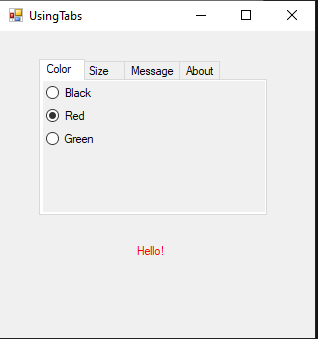 UsingTabs
Color Size Message About
Black
Red
Green
Hello!